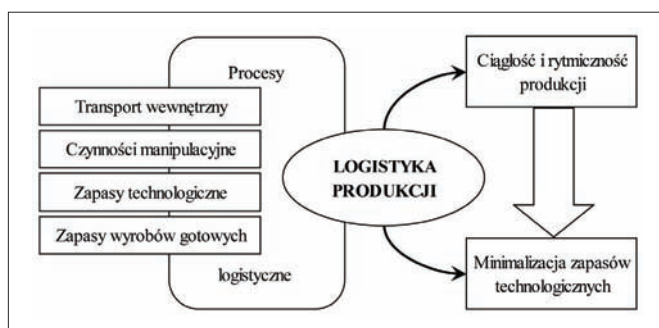 Procesy
Transport wewnętrzny
Czynności manipulacyjne
Zapasy technologiczne
Zapasy wyrobów gotowych
logistyczne
LOGISTYKA
PRODUKCJI
Ciągłość i rytmiczność
produkcji
Minimalizacja zapasów
technologicznych